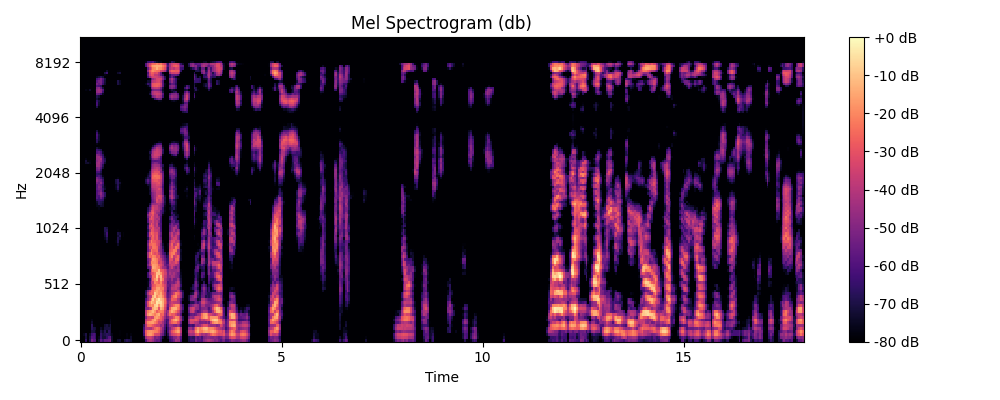 Mel Spectrogram (db)
Hz
8192
4096
2048
1024
512
0
0 5 10 15
Time
+0 dB
-10 dB
-20 dB
-30 dB
-40 dB
-50 dB
-60 dB
-70 dB
-80 dB